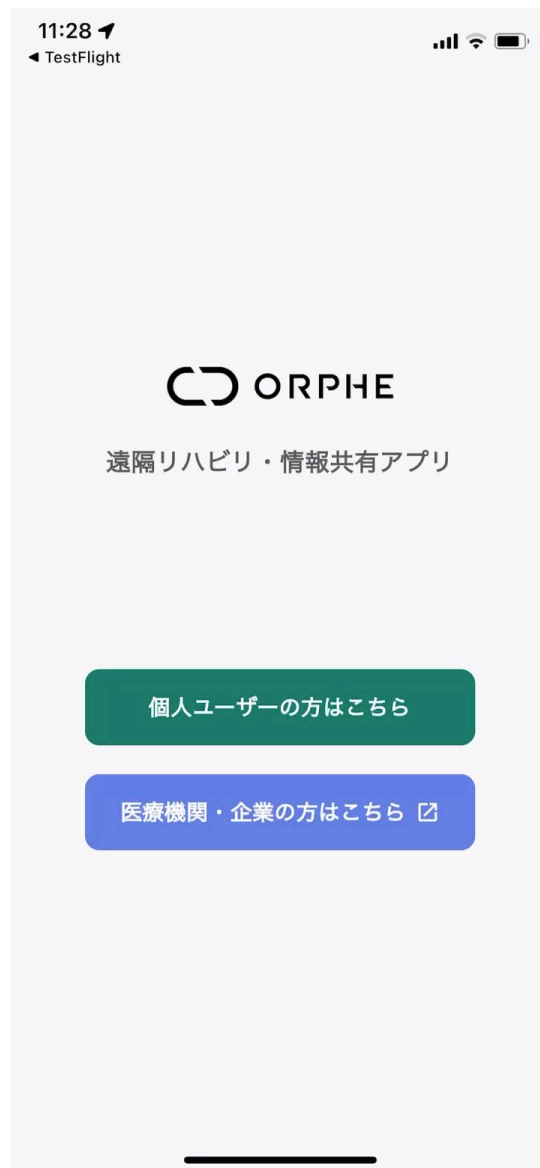 11:28
◀ TestFlight
ORPHE
遠隔リハビリ・情報共有アプリ
個人ユーザーの方はこちら
医療機関・企業の方はこちら